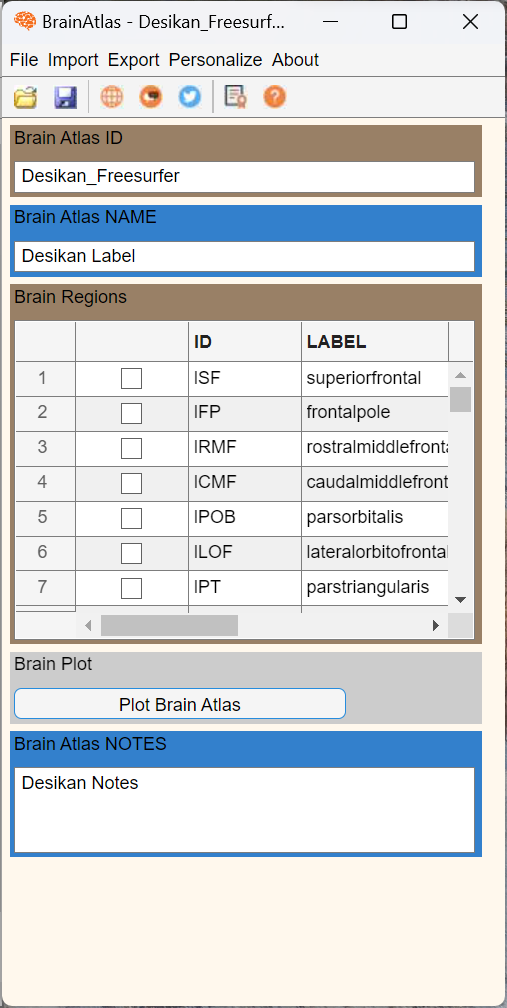 BrainAtlas - Desikan_Freesurf...
File Import Export Personalize About
Brain Atlas ID
Desikan_Freesurfer
Brain Atlas NAME
Desikan Label
Brain Regions
ID LABEL
1 lSF superiorfrontal
2 lFP frontalpole
3 lRMF rostralmiddlefronta
4 lCMF caudalmiddlefront
5 lPOB parsorbitalis
6 lLOF lateralorbitofrontal
7 lPT parstriangularis
Brain Plot
Plot Brain Atlas
Brain Atlas NOTES
Desikan Notes